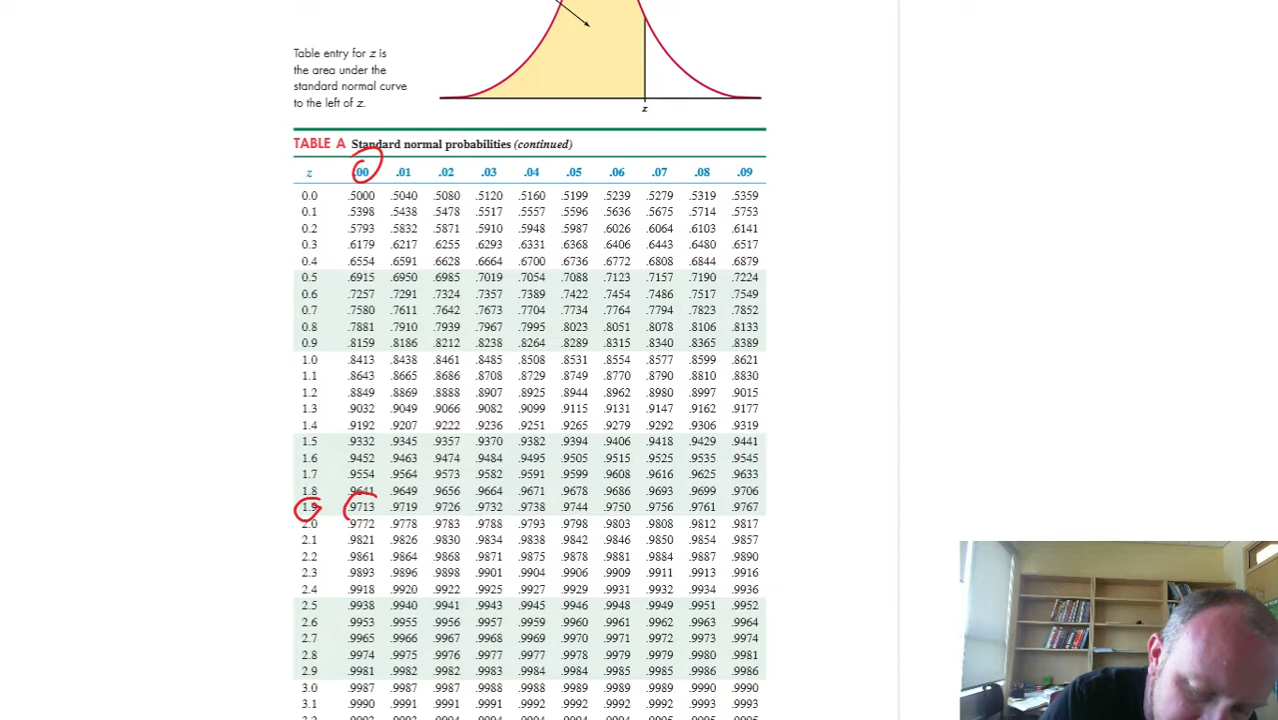 Table entry for z is
the area under the
standard normal curve
to the left of z.
z
TABLE A Standard normal probabilities (continued)
z .00 .01 .02 .03 .04 .05 .06 .07 .08 .09
0.0 .5000 .5040 .5080 .5120 .5160 .5199 .5239 .5279 .5319 .5359
0.1 .5398 .5438 .5478 .5517 .5557 .5596 .5636 .5675 .5714 .5753
0.2 .5793 .5832 .5871 .5910 .5948 .5987 .6026 .6064 .6103 .6141
0.3 .6179 .6217 .6255 .6293 .6331 .6368 .6406 .6443 .6480 .6517
0.4 .6554 .6591 .6628 .6664 .6700 .6736 .6772 .6808 .6844 .6879
0.5 .6915 .6950 .6985 .7019 .7054 .7088 .7123 .7157 .7190 .7224
0.6 .7257 .7291 .7324 .7357 .7389 .7422 .7454 .7486 .7517 .7549
0.7 .7580 .7611 .7642 .7673 .7704 .7734 .7764 .7794 .7823 .7852
0.8 .7881 .7910 .7939 .7967 .7995 .8023 .8051 .8078 .8106 .8133
0.9 .8159 .8186 .8212 .8238 .8264 .8289 .8315 .8340 .8365 .8389
1.0 .8413 .8438 .8461 .8485 .8508 .8531 .8554 .8577 .8599 .8621
1.1 .8643 .8665 .8686 .8708 .8729 .8749 .8770 .8790 .8810 .8830
1.2 .8849 .8869 .8888 .8907 .8925 .8944 .8962 .8980 .8997 .9015
1.3 .9032 .9049 .9066 .9082 .9099 .9115 .9131 .9147 .9162 .9177
1.4 .9192 .9207 .9222 .9236 .9251 .9265 .9279 .9292 .9306 .9319
1.5 .9332 .9345 .9357 .9370 .9382 .9394 .9406 .9418 .9429 .9441
1.6 .9452 .9463 .9474 .9484 .9495 .9505 .9515 .9525 .9535 .9545
1.7 .9554 .9564 .9573 .9582 .9591 .9599 .9608 .9616 .9625 .9633
1.8 .9641 .9649 .9656 .9664 .9671 .9678 .9686 .9693 .9699 .9706
1.9 .9713 .9719 .9726 .9732 .9738 .9744 .9750 .9756 .9761 .9767
2.0 .9772 .9778 .9783 .9788 .9793 .9798 .9803 .9808 .9812 .9817
2.1 .9821 .9826 .9830 .9834 .9838 .9842 .9846 .9850 .9854 .9857
2.2 .9861 .9864 .9868 .9871 .9875 .9878 .9881 .9884 .9887 .9890
2.3 .9893 .9896 .9898 .9901 .9904 .9906 .9909 .9911 .9913 .9916
2.4 .9918 .9920 .9922 .9925 .9927 .9929 .9931 .9932 .9934 .9936
2.5 .9938 .9940 .9941 .9943 .9945 .9946 .9948 .9949 .9951 .9952
2.6 .9953 .9955 .9956 .9957 .9959 .9960 .9961 .9962 .9963 .9964
2.7 .9965 .9966 .9967 .9968 .9969 .9970 .9971 .9972 .9973 .9974
2.8 .9974 .9975 .9976 .9977 .9977 .9978 .9979 .9979 .9980 .9981
2.9 .9981 .9982 .9982 .9983 .9984 .9984 .9985 .9985 .9986 .9986
3.0 .9987 .9987 .9987 .9988 .9988 .9989 .9989 .9989 .9990 .9990
3.1 .9990 .9991 .9991 .9991 .9992 .9992 .9992 .9992 .9993 .9993